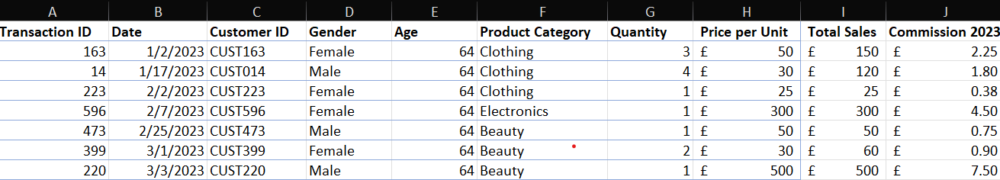 A B C D E F G H I J
Transaction ID Date Customer ID Gender Age Product Category Quantity Price per Unit Total Sales Commission 2023
163 1/2/2023 CUST163 Female 64 Clothing 3 £ 50 £ 150 £ 2.25
14 1/17/2023 CUST014 Male 64 Clothing 4 £ 30 £ 120 £ 1.80
223 2/2/2023 CUST223 Female 64 Clothing 1 £ 25 £ 25 £ 0.38
596 2/7/2023 CUST596 Female 64 Electronics 1 £ 300 £ 300 £ 4.50
473 2/25/2023 CUST473 Male 64 Beauty 1 £ 50 £ 50 £ 0.75
399 3/1/2023 CUST399 Female 64 Beauty 2 £ 30 £ 60 £ 0.90
220 3/3/2023 CUST220 Male 64 Beauty 1 £ 500 £ 500 £ 7.50